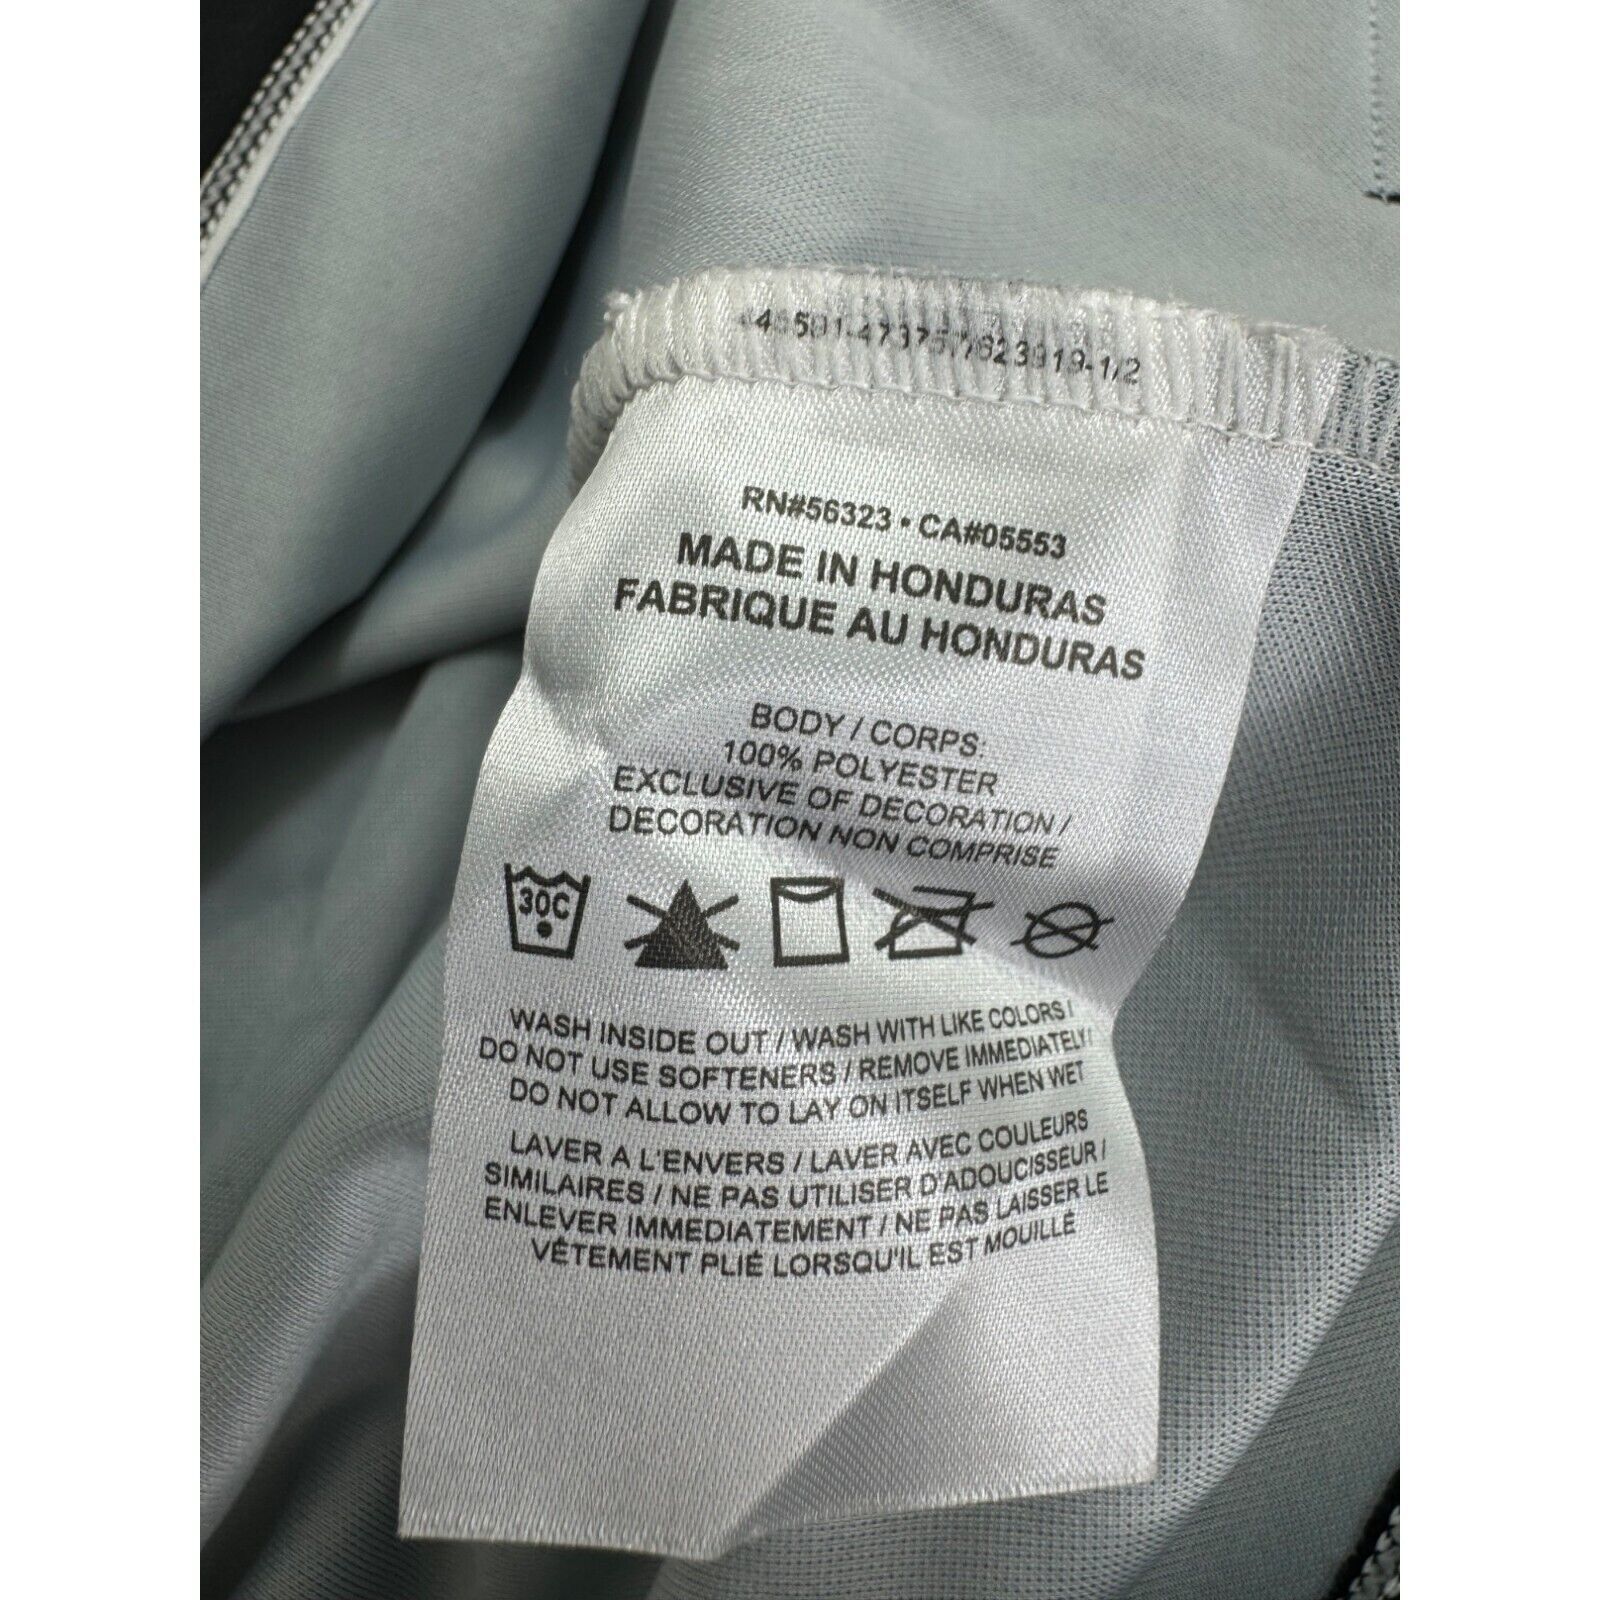 RN#56323 • CA#05553
MADE IN HONDURAS
FABRIQUE AU HONDURAS
BODY / CORPS:
100% POLYESTER
EXCLUSIVE OF DECORATION /
DECORATION NON COMPRISE
30C
WASH INSIDE OUT / WASH WITH LIKE COLORS /
DO NOT USE SOFTENERS / REMOVE IMMEDIATELY /
DO NOT ALLOW TO LAY ON ITSELF WHEN WET
LAVER A L'ENVERS / LAVER AVEC COULEURS
SIMILAIRES / NE PAS UTILISER D'ADOUCISSEUR /
ENLEVER IMMEDIATEMENT / NE PAS LAISSER LE
VÊTEMENT PLIÉ LORSQU'IL EST MOUILLÉ